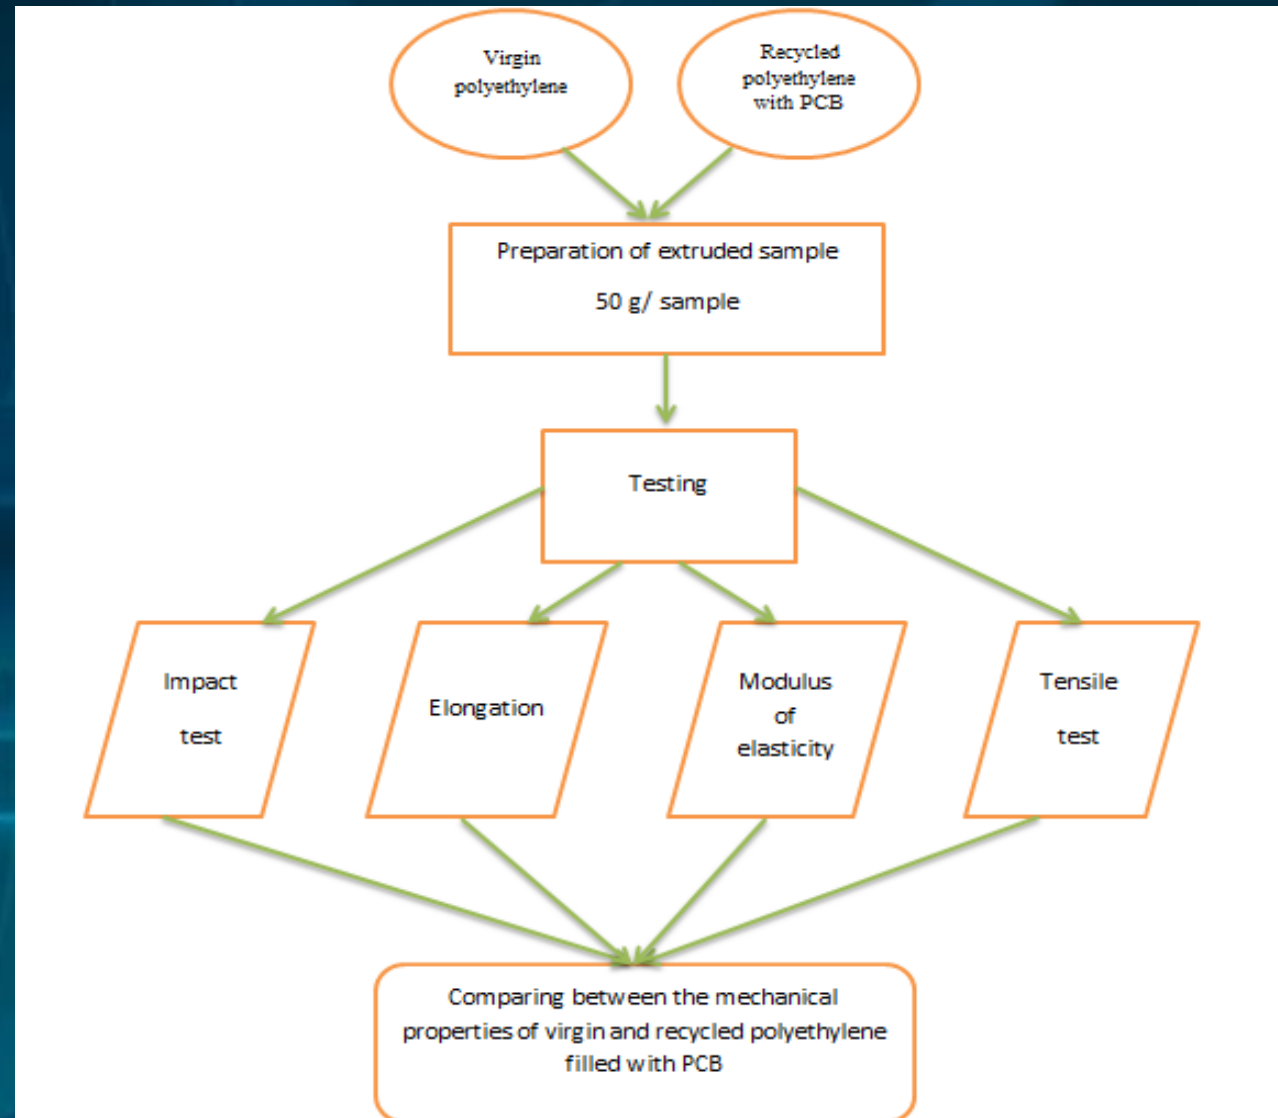 Virgin
polyethylene
Recycled
polyethylene
with PCB
Preparation of extruded sample
50 g/ sample
Testing
Impact
test
Elongation
Modulus
of
elasticity
Tensile
test
Comparing between the mechanical
properties of virgin and recycled polyethylene
filled with PCB